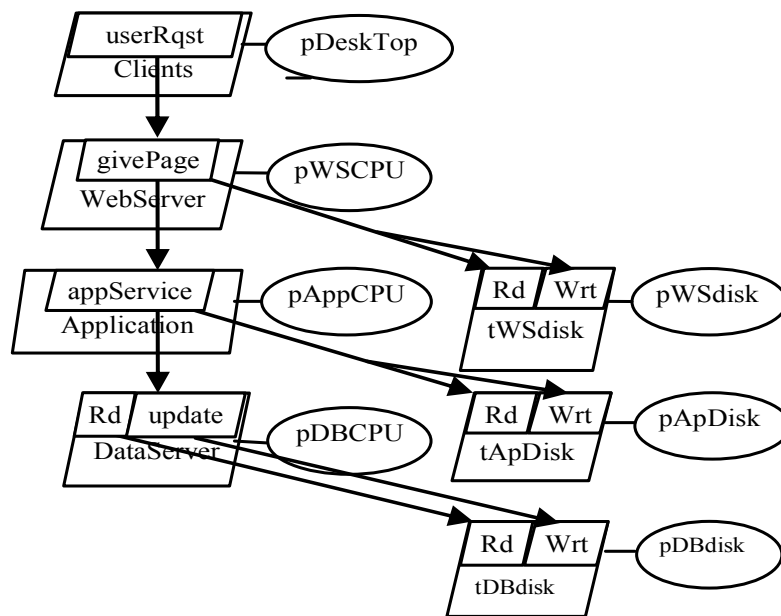 userRqst
Clients
pDeskTop
givePage
WebServer
pWSCPU
appService
Application
pAppCPU
Rd Wrt
tWSdisk
pWSdisk
Rd update
DataServer
pDBCPU
Rd Wrt
tApDisk
pApDisk
Rd Wrt
tDBdisk
pDBdisk